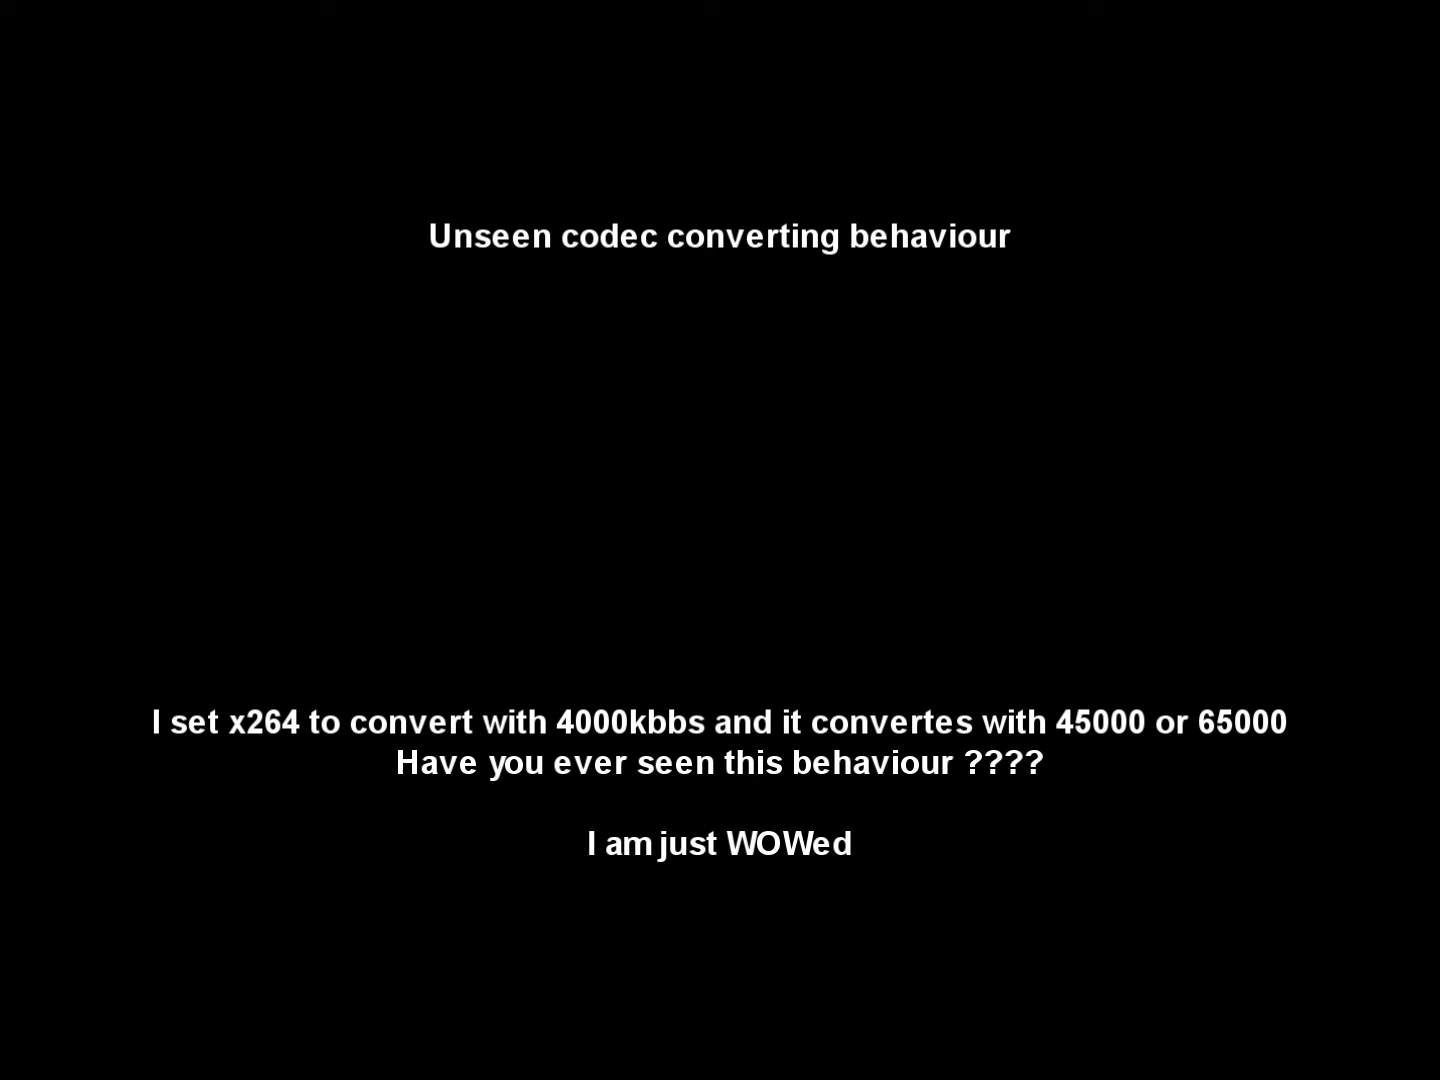 Unseen codec converting behaviour
I set x264 to convert with 4000kbbs and it convertes with 45000 or 65000
Have you ever seen this behaviour ????
I am just WOWed